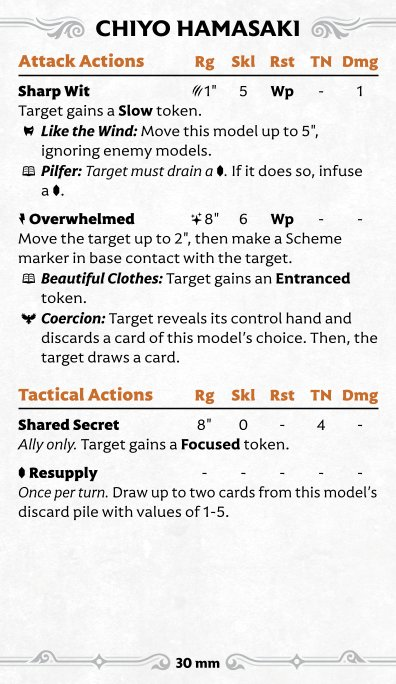 CHIYO HAMASAKI
Attack Actions Rg Skl Rst TN Dmg
Sharp Wit 1" 5 Wp - 1
Target gains a Slow token.
Like the Wind: Move this model up to 5",
ignoring enemy models.
Pilfer: Target must drain a . If it does so, infuse
a .
Overwhelmed 8" 6 Wp - -
Move the target up to 2", then make a Scheme
marker in base contact with the target.
Beautiful Clothes: Target gains an Entranced
token.
Coercion: Target reveals its control hand and
discards a card of this model's choice. Then, the
target draws a card.
Tactical Actions Rg Skl Rst TN Dmg
Shared Secret 8" 0 - 4 -
Ally only. Target gains a Focused token.
Resupply - - - - -
Once per turn. Draw up to two cards from this model's
discard pile with values of 1-5.
30 mm